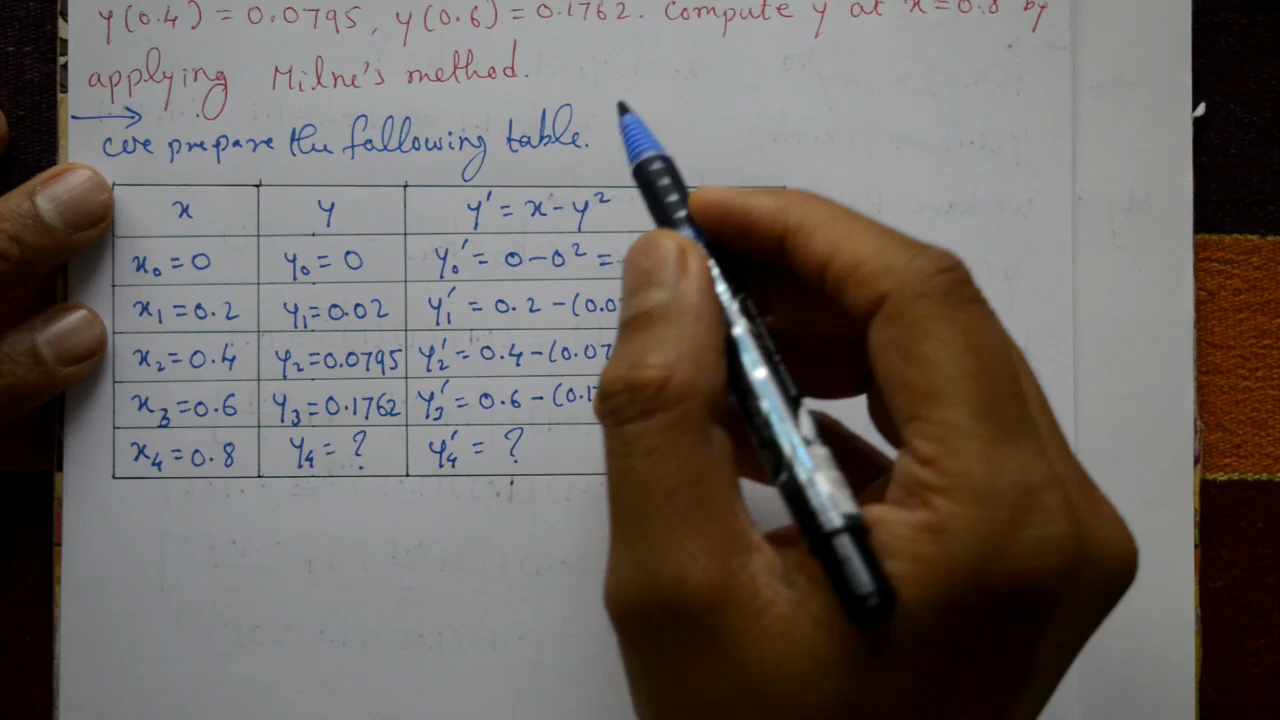 y(0.4) = 0.0795, y(0.6) = 0.1762. Compute y at x=0.8 by
applying Milne's method.
We prepare the following table.
x y y' = x - y²
x₀ = 0 y₀ = 0 y₀' = 0 - 0² =
x₁ = 0.2 y₁ = 0.02 y₁' = 0.2 - (0.0
x₂ = 0.4 y₂ = 0.0795 y₂' = 0.4 - (0.07
x₃ = 0.6 y₃ = 0.1762 y₃' = 0.6 - (0.17
x₄ = 0.8 y₄ = ? y₄' = ?